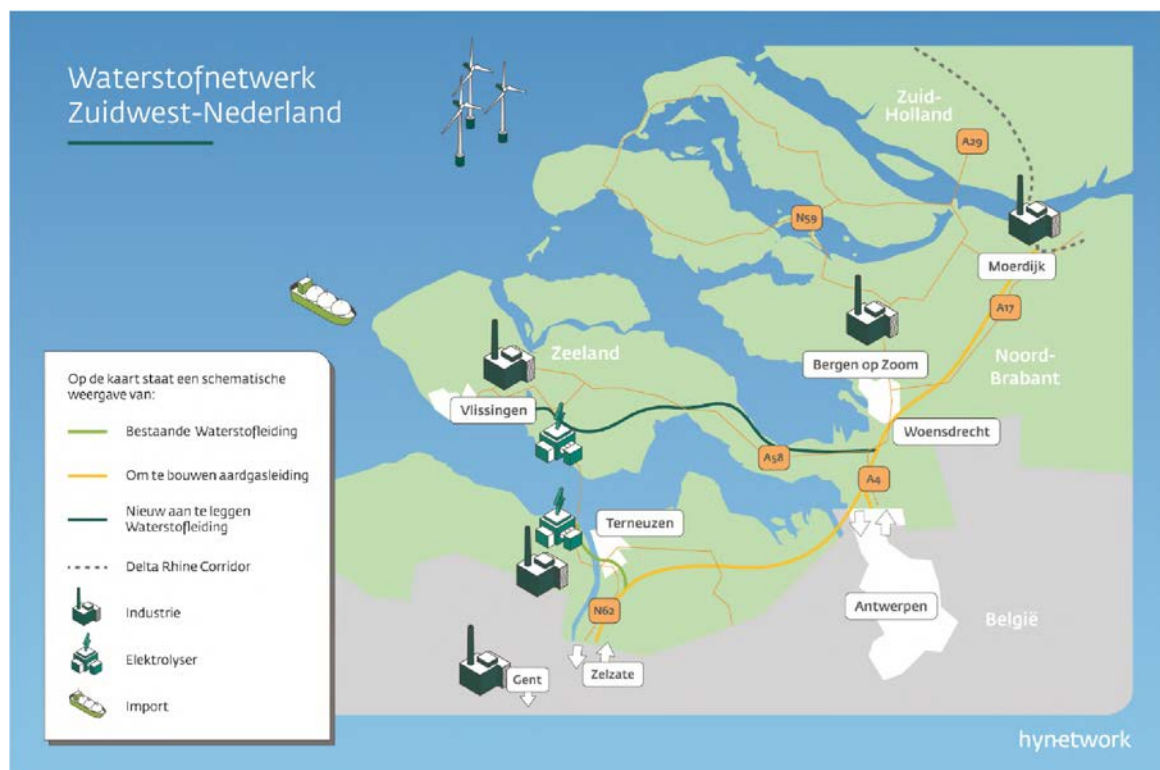 Waterstofnetwerk
Zuidwest-Nederland
Zuid-
Holland
A29
N59
Moerdijk
A17
Bergen op Zoom
Noord-
Brabant
Zeeland
Vlissingen
Woensdrecht
A58
A4
Terneuzen
Antwerpen
N62
België
Zelzate
Gent
Op de kaart staat een schematische
weergave van:
Bestaande Waterstofleiding
Om te bouwen aardgasleiding
Nieuw aan te leggen
Waterstofleiding
Delta Rhine Corridor
Industrie
Elektrolyser
Import
hynetwork